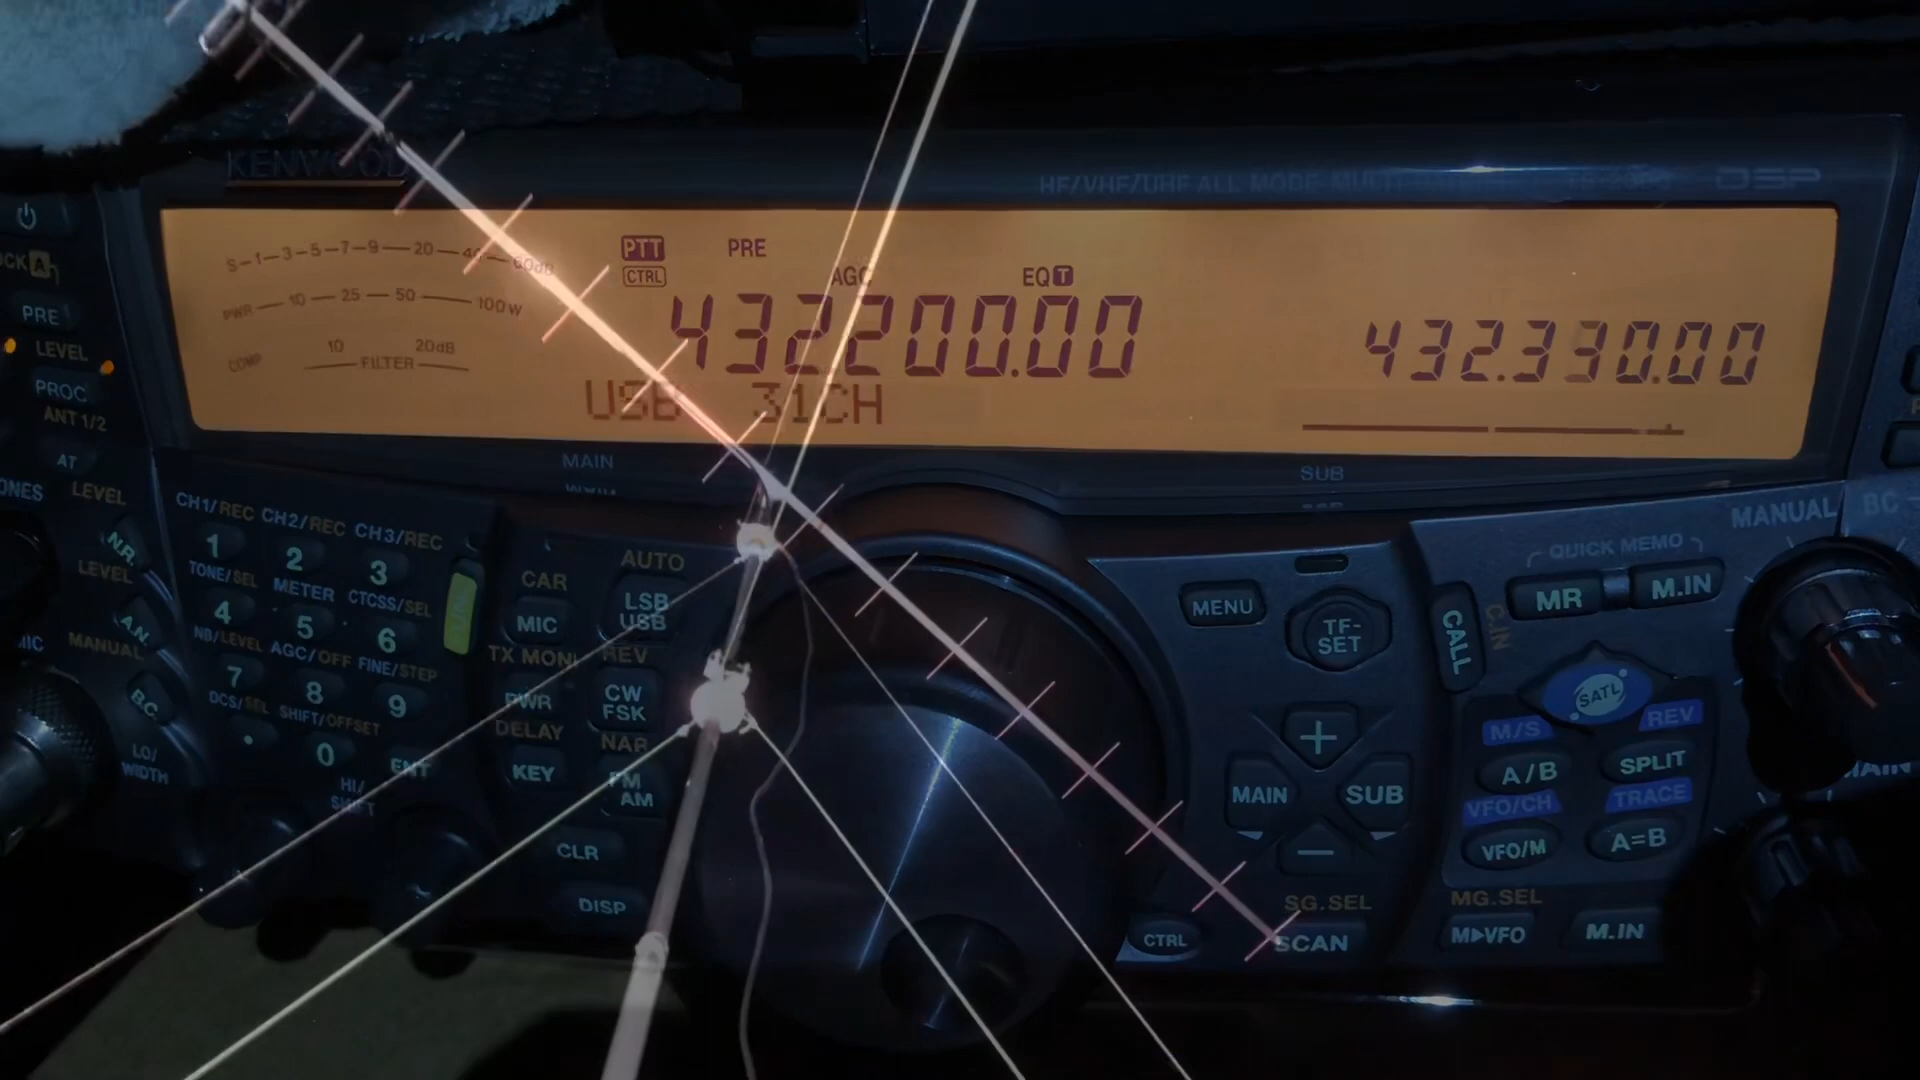 KENWOOD
HF/VHF/UHF ALL MODE MULTI
DSP
S-1-3-5-7-9-20-40-60dB
PWR 10 25 50 100W
COMP 10 20dB
FILTER
PTT PRE
CTRL AGC EQ T
43220000.00 432.330.00
USB 31CH
MAIN SUB
LOCK A
PRE
LEVEL
PROC
ANT 1/2
AT
LEVEL
N.R.
LEVEL
A.N.
MANUAL
B.C.
LO/
WIDTH
HI/
SHIFT
CH1/REC CH2/REC CH3/REC
1 2 3
TONE/SEL METER CTCSS/SEL
4 5 6
NB/LEVEL AGC/OFF FINE/STEP
7 8 9
DCS/SEL SHIFT/OFFSET
. 0 ENT
CAR AUTO
MIC LSB
USB
TX MONI REV
PWR CW
FSK
DELAY NAR
KEY FM
AM
CLR
DISP
MENU
TF-
SET
+
MAIN SUB
−
SG.SEL
CTRL SCAN
MANUAL BC
QUICK MEMO
MR M.IN
CALL
C.IN
SATL
M/S REV
A/B SPLIT
VFO/CH TRACE
VFO/M A=B
MG.SEL
M▶VFO M.IN
MAIN